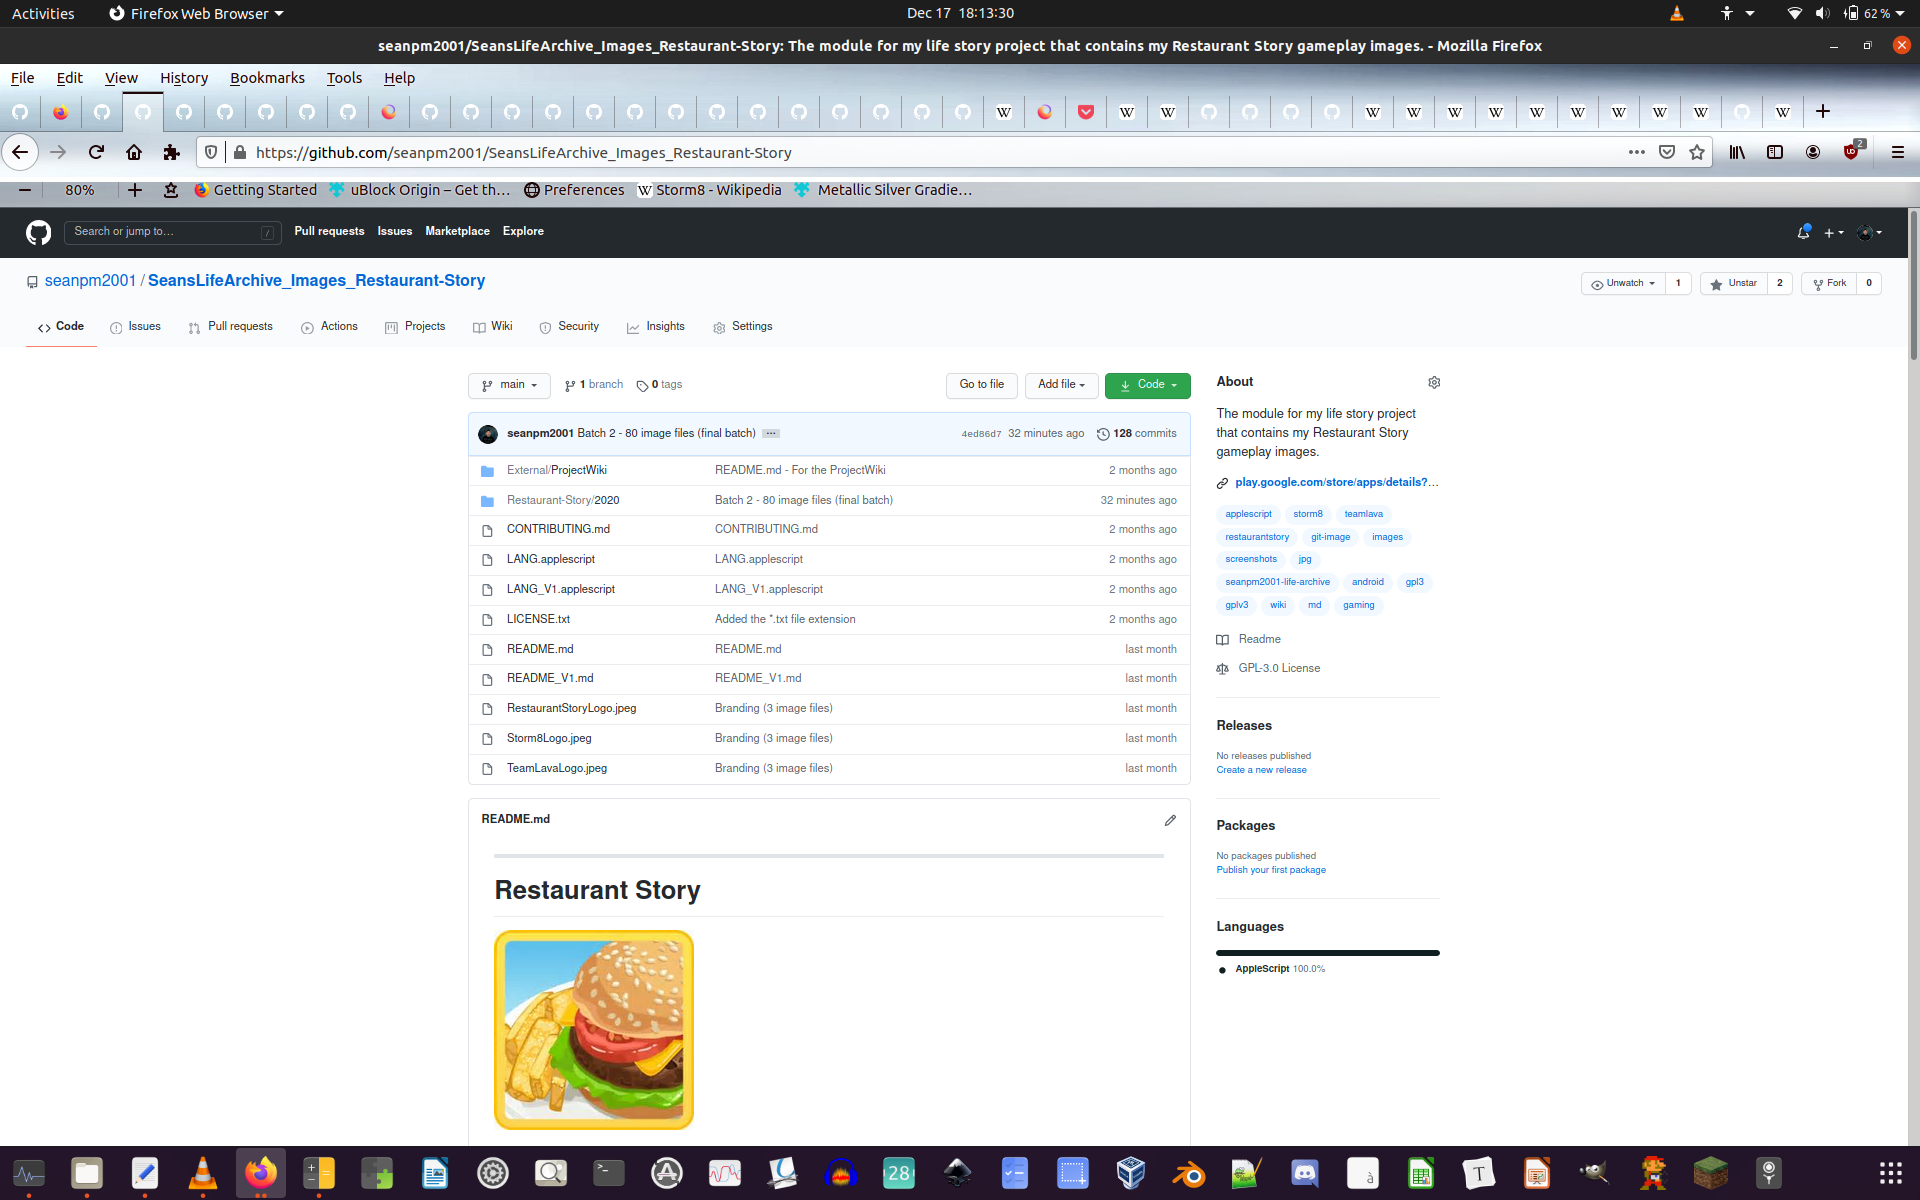 Activities Firefox Web Browser Dec 17 18:13:30 62 %
seanpm2001/SeansLifeArchive_Images_Restaurant-Story: The module for my life story project that contains my Restaurant Story gameplay images. - Mozilla Firefox
File Edit View History Bookmarks Tools Help
https://github.com/seanpm2001/SeansLifeArchive_Images_Restaurant-Story 2
80% Getting Started uBlock Origin – Get th… Preferences Storm8 - Wikipedia Metallic Silver Gradie…
Search or jump to… / Pull requests Issues Marketplace Explore
seanpm2001 / SeansLifeArchive_Images_Restaurant-Story Unwatch 1 Unstar 2 Fork 0
Code Issues Pull requests Actions Projects Wiki Security Insights Settings
main 1 branch 0 tags Go to file Add file Code
seanpm2001 Batch 2 - 80 image files (final batch) 4ed86d7 32 minutes ago 128 commits
External/ProjectWiki README.md - For the ProjectWiki 2 months ago
Restaurant-Story/2020 Batch 2 - 80 image files (final batch) 32 minutes ago
CONTRIBUTING.md CONTRIBUTING.md 2 months ago
LANG.applescript LANG.applescript 2 months ago
LANG_V1.applescript LANG_V1.applescript 2 months ago
LICENSE.txt Added the *.txt file extension 2 months ago
README.md README.md last month
README_V1.md README_V1.md last month
RestaurantStoryLogo.jpeg Branding (3 image files) last month
Storm8Logo.jpeg Branding (3 image files) last month
TeamLavaLogo.jpeg Branding (3 image files) last month
README.md
Restaurant Story
About
The module for my life story project
that contains my Restaurant Story
gameplay images.
play.google.com/store/apps/details?…
applescript storm8 teamlava
restaurantstory git-image images
screenshots jpg
seanpm2001-life-archive android gpl3
gplv3 wiki md gaming
Readme
GPL-3.0 License
Releases
No releases published
Create a new release
Packages
No packages published
Publish your first package
Languages
AppleScript 100.0%
28